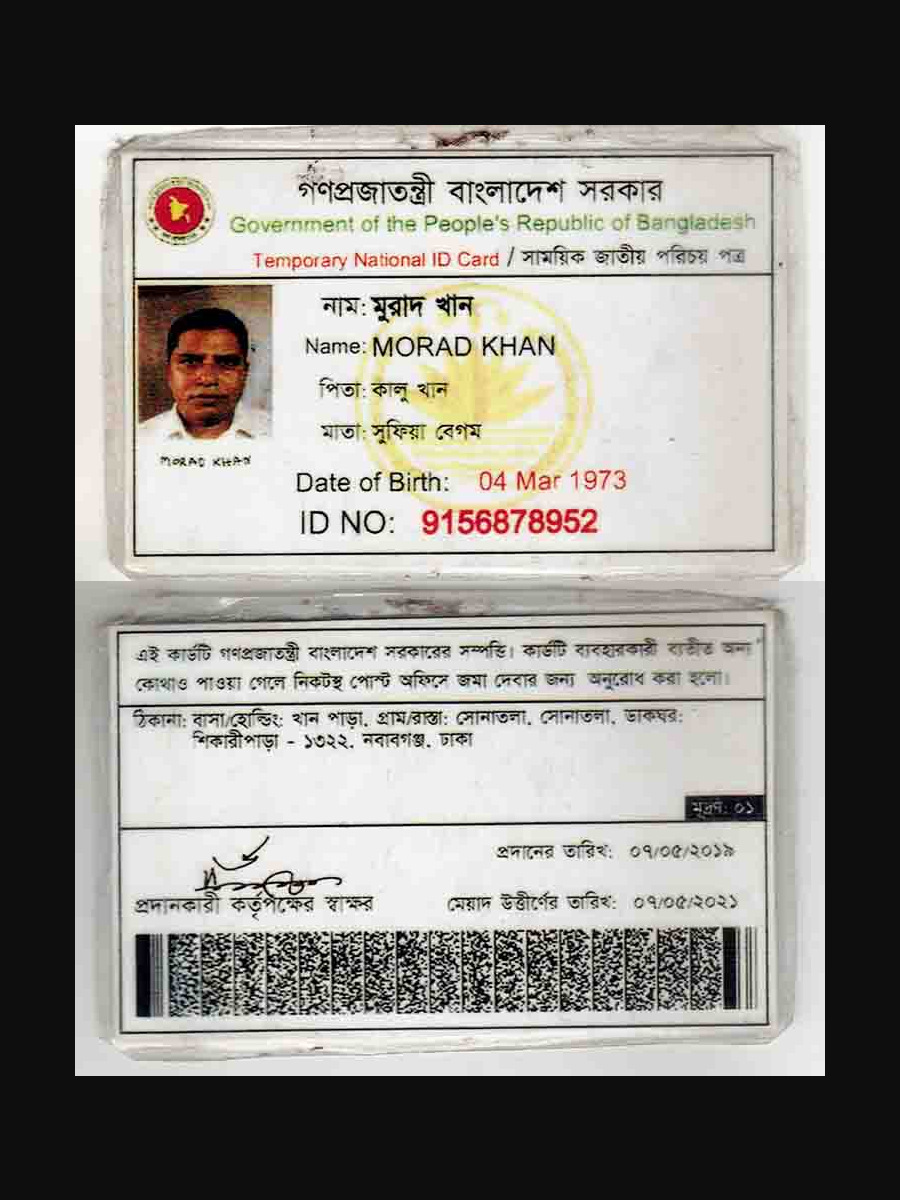 গণপ্রজাতন্ত্রী বাংলাদেশ সরকার
Government of the People's Republic of Bangladesh
Temporary National ID Card / সাময়িক জাতীয় পরিচয় পত্র
নাম: মুরাদ খান
Name: MORAD KHAN
পিতা: কালু খান
মাতা: সুফিয়া বেগম
MORAD KHAN
Date of Birth: 04 Mar 1973
ID NO: 9156878952
এই কার্ডটি গণপ্রজাতন্ত্রী বাংলাদেশ সরকারের সম্পত্তি। কার্ডটি ব্যবহারকারী ব্যতীত অন্য
কোথাও পাওয়া গেলে নিকটস্থ পোস্ট অফিসে জমা দেবার জন্য অনুরোধ করা হলো।
ঠিকানা: বাসা/হোল্ডিং: খান পাড়া, গ্রাম/রাস্তা: সোনাতলা, সোনাতলা, ডাকঘর:
শিকারীপাড়া - ১৩২২, নবাবগঞ্জ, ঢাকা
মূদ্রণ: ০১
প্রদানের তারিখ: ০৭/০৫/২০১৯
প্রদানকারী কর্তৃপক্ষের স্বাক্ষর
মেয়াদ উত্তীর্ণের তারিখ: ০৭/০৫/২০২১